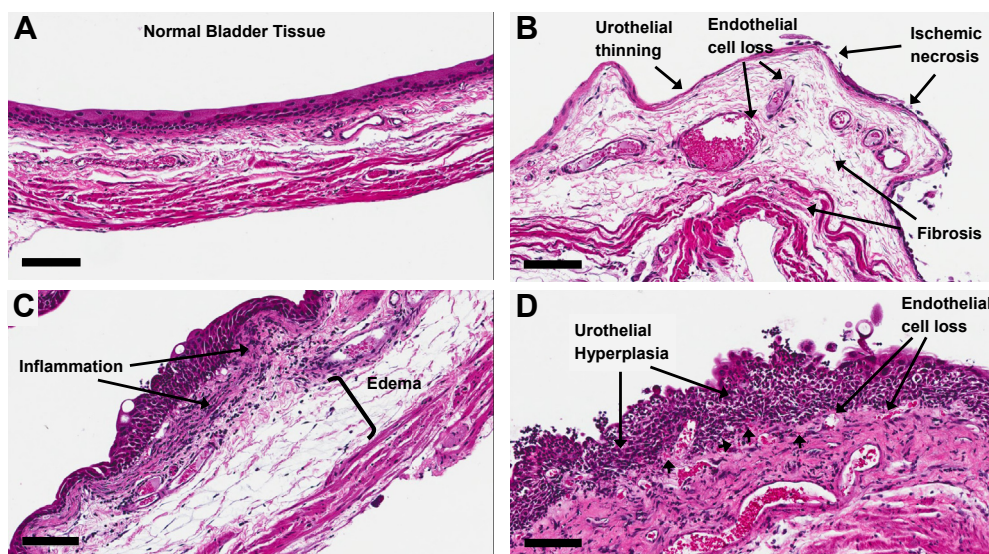 A
Normal Bladder Tissue
B
Urothelial
thinning
Endothelial
cell loss
Ischemic
necrosis
Fibrosis
C
Inflammation
Edema
D
Urothelial
Hyperplasia
Endothelial
cell loss